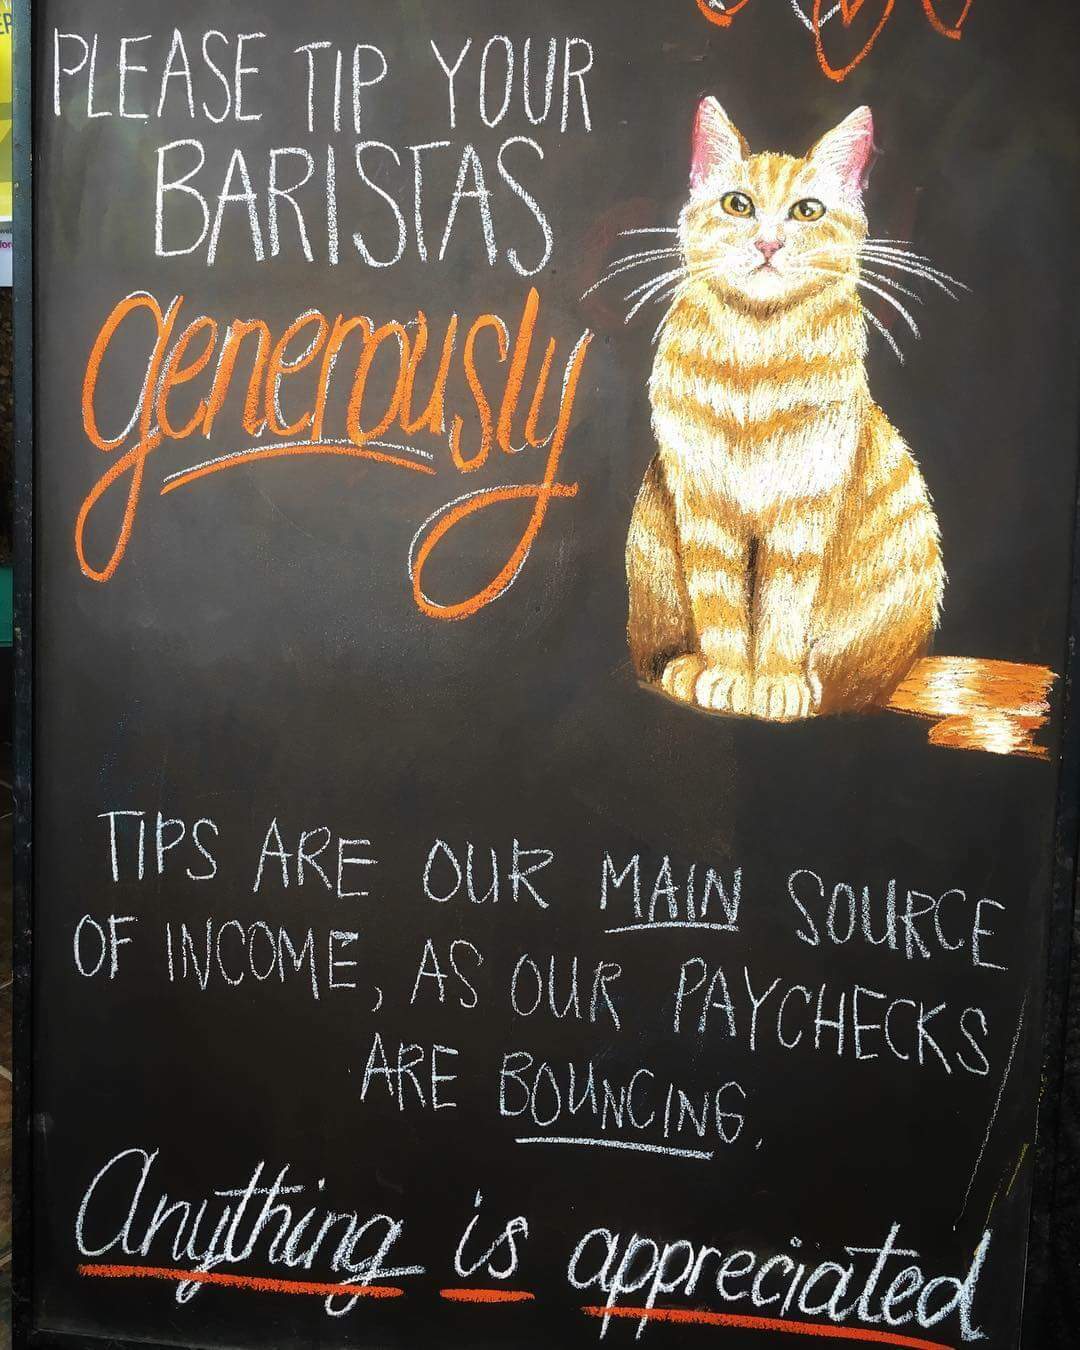 PLEASE TIP YOUR
BARISTAS
generously
TIPS ARE OUR MAIN SOURCE
OF INCOME, AS OUR PAYCHECKS
ARE BOUNCING.
Anything is appreciated